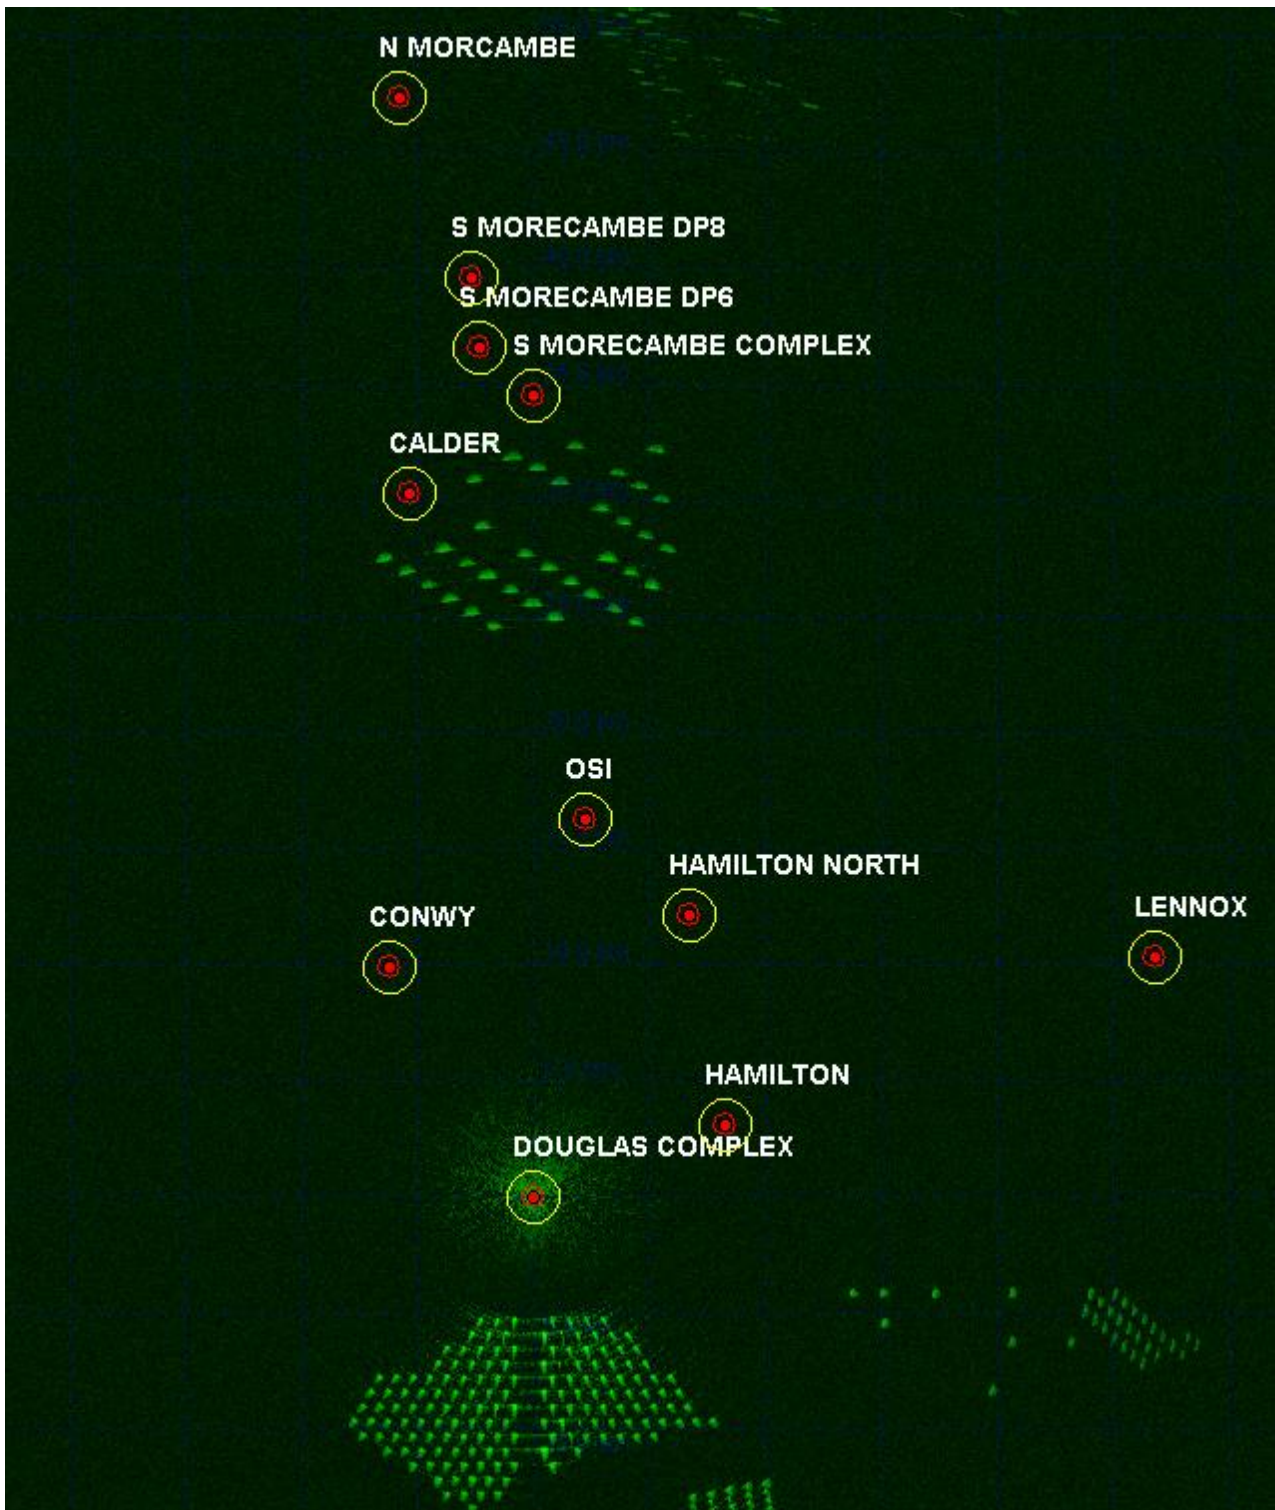 N MORCAMBE
S MORECAMBE DP8
S MORECAMBE DP6
S MORECAMBE COMPLEX
CALDER
OSI
HAMILTON NORTH
CONWY
LENNOX
HAMILTON
DOUGLAS COMPLEX